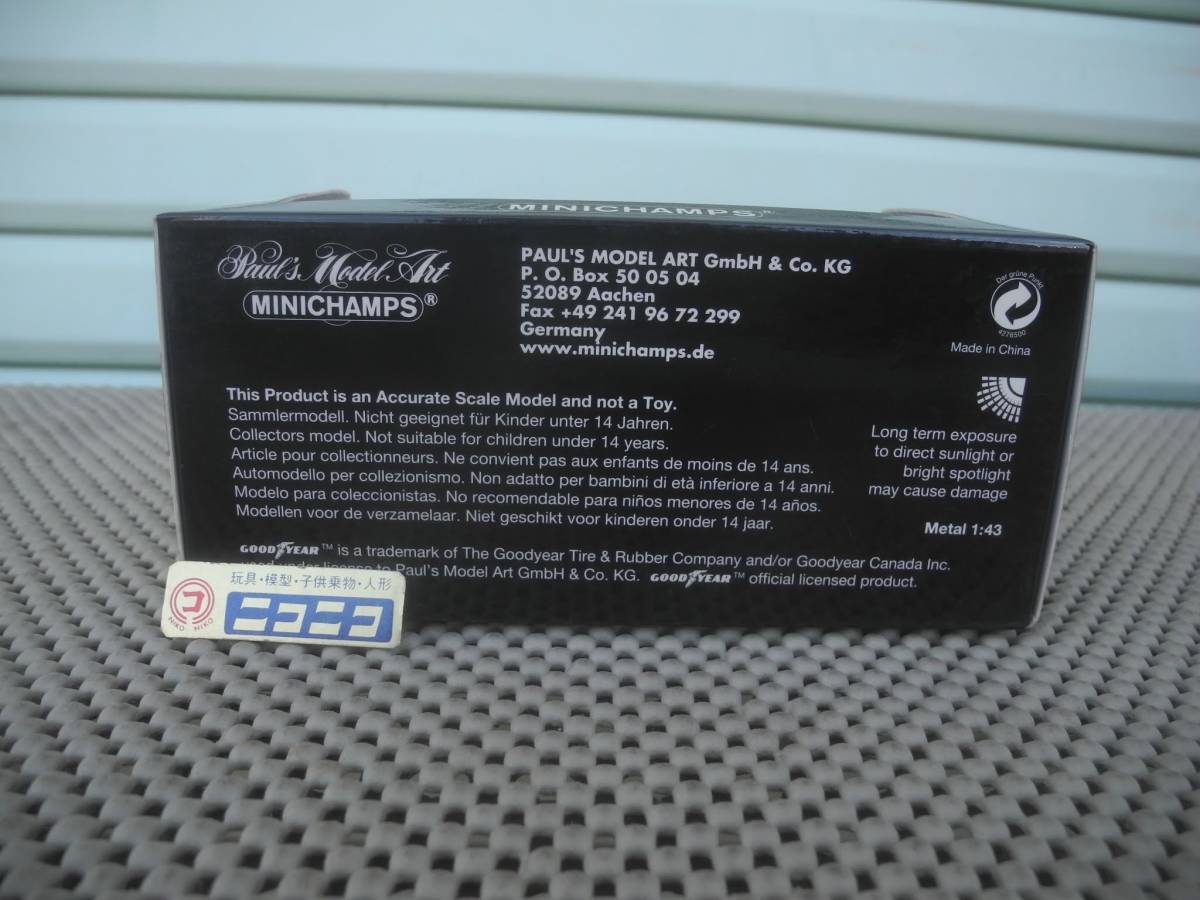 MINICHAMPS®
Paul's Model Art
MINICHAMPS®
PAUL'S MODEL ART GmbH & Co. KG
P. O. Box 50 05 04
52089 Aachen
Fax +49 241 96 72 299
Germany
www.minichamps.de
Der grüne Punkt
4276500
Made in China
This Product is an Accurate Scale Model and not a Toy.
Sammlermodell. Nicht geeignet für Kinder unter 14 Jahren.
Collectors model. Not suitable for children under 14 years.
Article pour collectionneurs. Ne convient pas aux enfants de moins de 14 ans.
Automodello per collezionismo. Non adatto per bambini di età inferiore a 14 anni.
Modelo para coleccionistas. No recomendable para niños menores de 14 años.
Modellen voor de verzamelaar. Niet geschikt voor kinderen onder 14 jaar.
Long term exposure
to direct sunlight or
bright spotlight
may cause damage
Metal 1:43
GOODYEAR™ is a trademark of The Goodyear Tire & Rubber Company and/or Goodyear Canada Inc.
under license to Paul's Model Art GmbH & Co. KG. GOODYEAR™ official licensed product.
玩具・模型・子供乗物・人形
コ
NIKO NIKO
ニコニコ